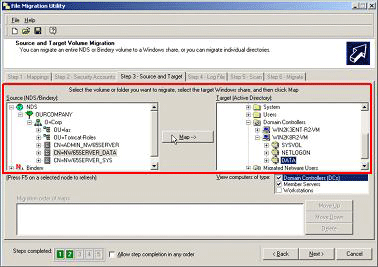 File Migration Utility
File Help
Source and Target Volume Migration
You can migrate an entire NDS or Bindery volume to a Windows share, or you can migrate individual directories.
Step 1 - Mappings
Step 2 - Security Accounts
Step 3 - Source and Target
Step 4 - Log File
Step 5 - Scan
Step 6 - Migrate
Select the volume or folder you want to migrate, select the target Windows share, and then click Map
Source (NDS/Bindery):
Target (Active Directory):
NDS
OURCOMPANY
O=Corp
OU=Tomcat-Roles
CN=ADMIN_NW65SERVER
CN=NW65SERVER_DATA
CN=NW65SERVER_SYS
Bindery
Map -->
System
Users
Domain Controllers
WIN2K3ENT-R2-VM
WIN2K8R2-VM
SYSVOL
NETLOGON
DATA
Migrated Netware Users
(Press F5 on a selected node to refresh)
View computers of type:
Domain Controllers (DCs)
Member Servers
Workstations
Migration order of maps:
Move Up
Move Down
Delete
Steps completed:
1 2 3 4 5
Allow step completion in any order
< Back
Next >
Cancel